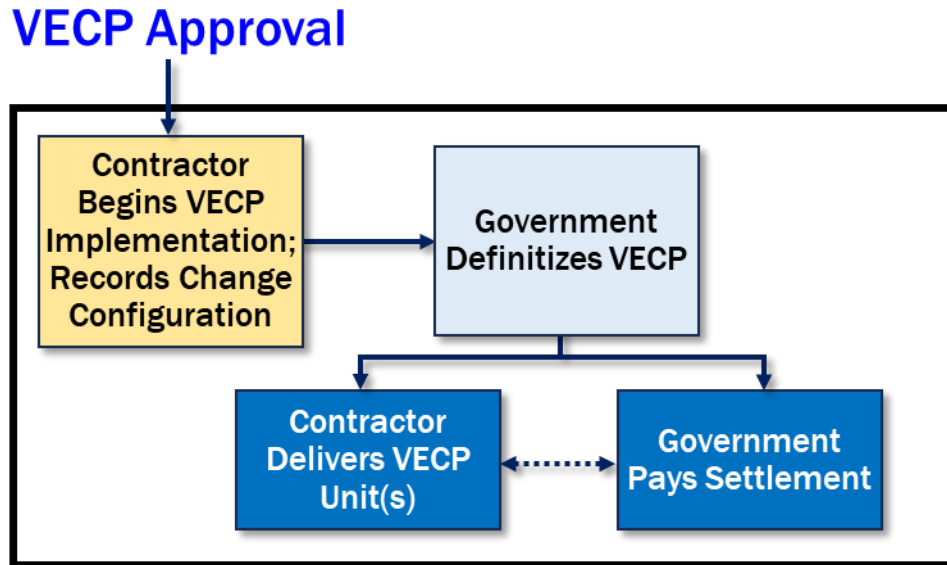 VECP Approval
Contractor
Begins VECP
Implementation;
Records Change
Configuration
Government
Definitizes VECP
Contractor
Delivers VECP
Unit(s)
Government
Pays Settlement